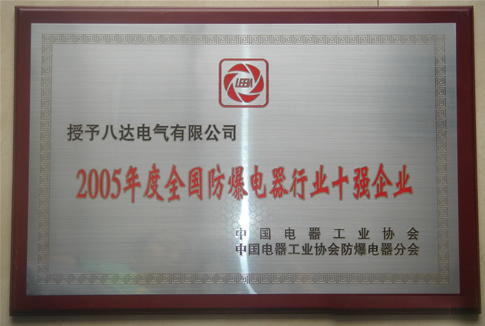 授予八达电气有限公司
2005年度全国防爆电器行业十强企业
中国电器工业协会
中国电器工业协会防爆电器分会